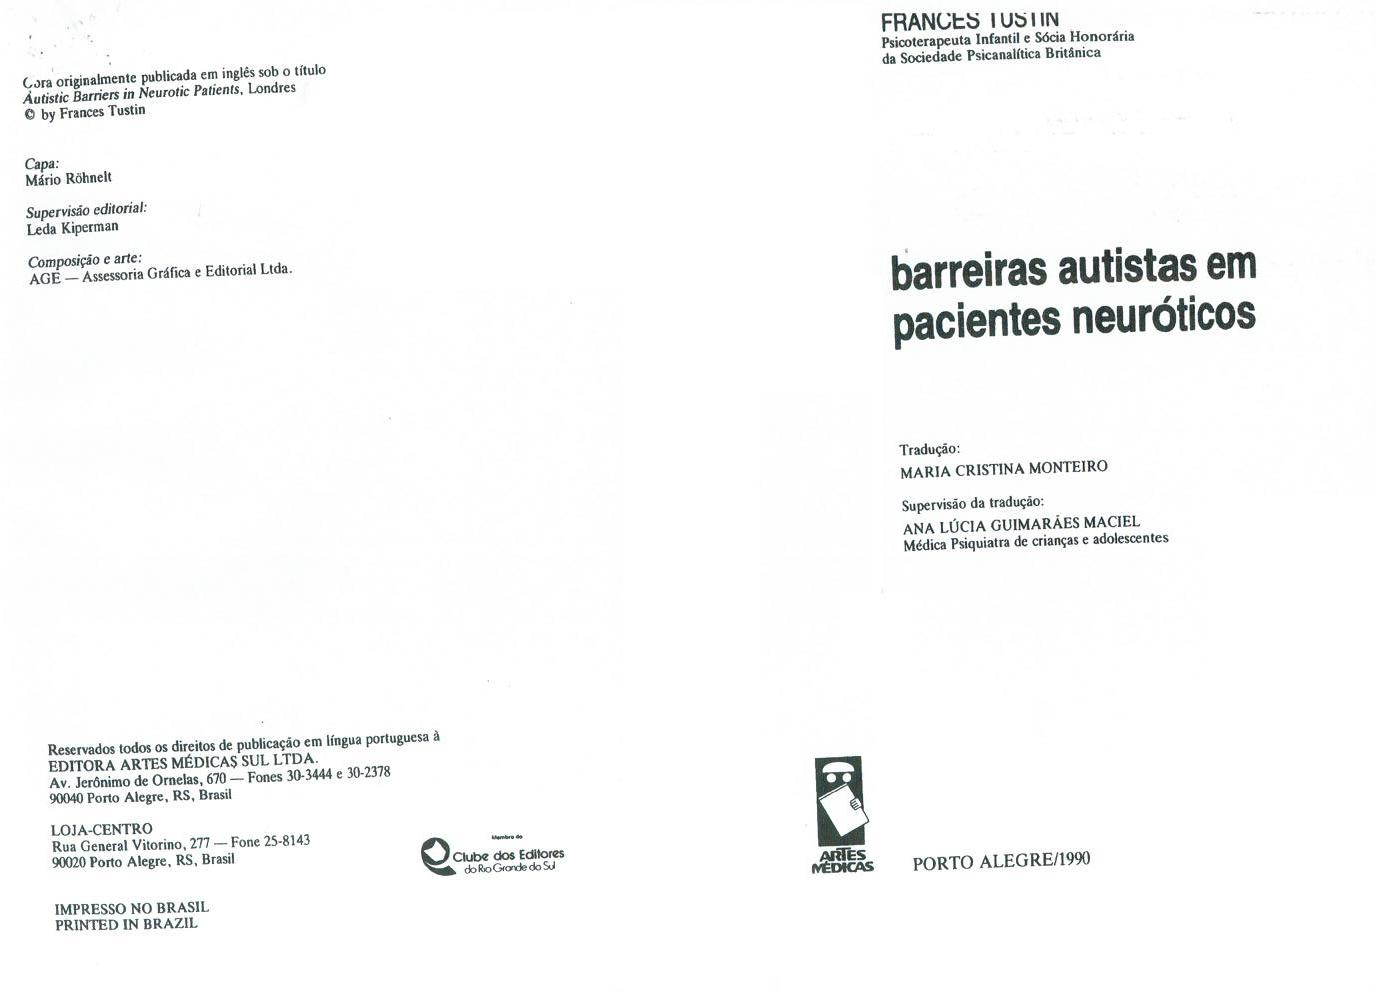 Obra originalmente publicada em inglês sob o título
Autistic Barriers in Neurotic Patients, Londres
© by Frances Tustin
Capa:
Mário Röhnelt
Supervisão editorial:
Leda Kiperman
Composição e arte:
AGE — Assessoria Gráfica e Editorial Ltda.
Reservados todos os direitos de publicação em língua portuguesa à
EDITORA ARTES MÉDICAS SUL LTDA.
Av. Jerônimo de Ornelas, 670 — Fones 30-3444 e 30-2378
90040 Porto Alegre, RS, Brasil
LOJA-CENTRO
Rua General Vitorino, 277 — Fone 25-8143
90020 Porto Alegre, RS, Brasil
Membro do
Clube dos Editores
do Rio Grande do Sul
IMPRESSO NO BRASIL
PRINTED IN BRAZIL
FRANCES TUSTIN
Psicoterapeuta Infantil e Sócia Honorária
da Sociedade Psicanalítica Britânica
barreiras autistas em
pacientes neuróticos
Tradução:
MARIA CRISTINA MONTEIRO
Supervisão da tradução:
ANA LÚCIA GUIMARÃES MACIEL
Médica Psiquiatra de crianças e adolescentes
ARTES
MÉDICAS
PORTO ALEGRE/1990